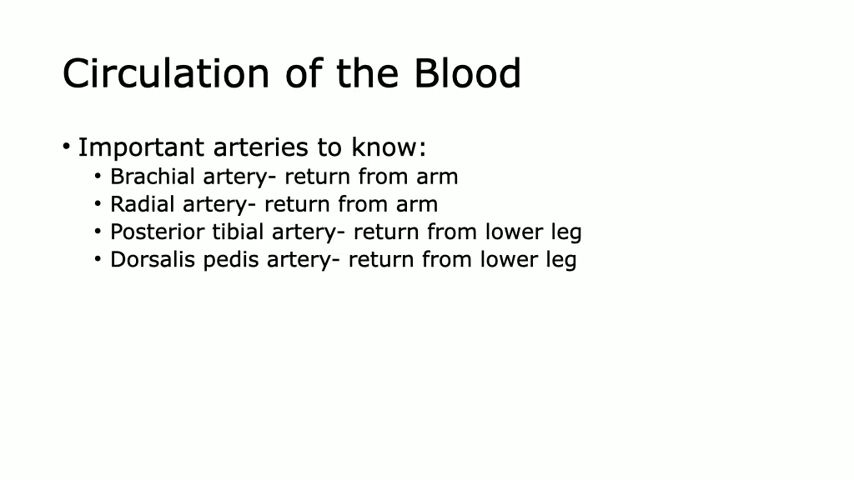 Circulation of the Blood
• Important arteries to know:
• Brachial artery- return from arm
• Radial artery- return from arm
• Posterior tibial artery- return from lower leg
• Dorsalis pedis artery- return from lower leg